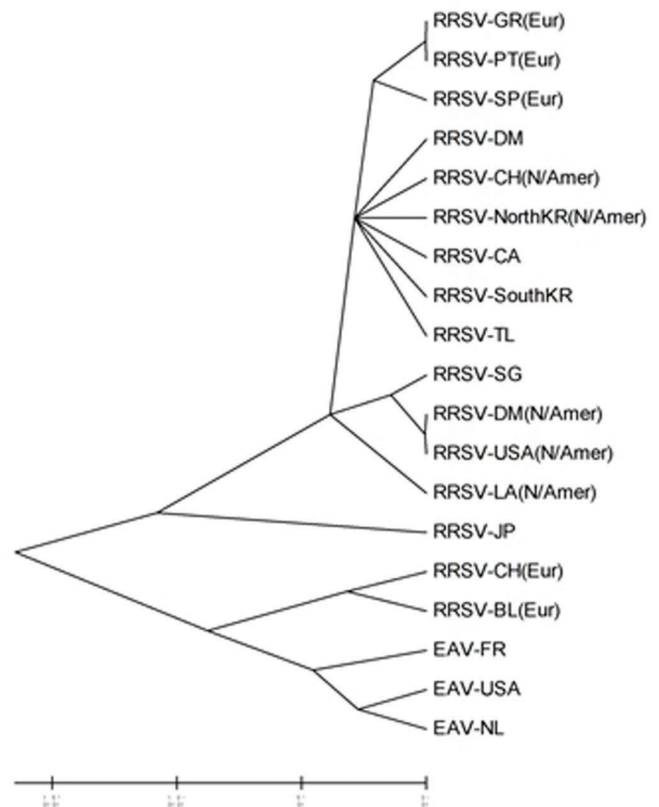 RRSV-GR(Eur)
RRSV-PT(Eur)
RRSV-SP(Eur)
RRSV-DM
RRSV-CH(N/Amer)
RRSV-NorthKR(N/Amer)
RRSV-CA
RRSV-SouthKR
RRSV-TL
RRSV-SG
RRSV-DM(N/Amer)
RRSV-USA(N/Amer)
RRSV-LA(N/Amer)
RRSV-JP
RRSV-CH(Eur)
RRSV-BL(Eur)
EAV-FR
EAV-USA
EAV-NL